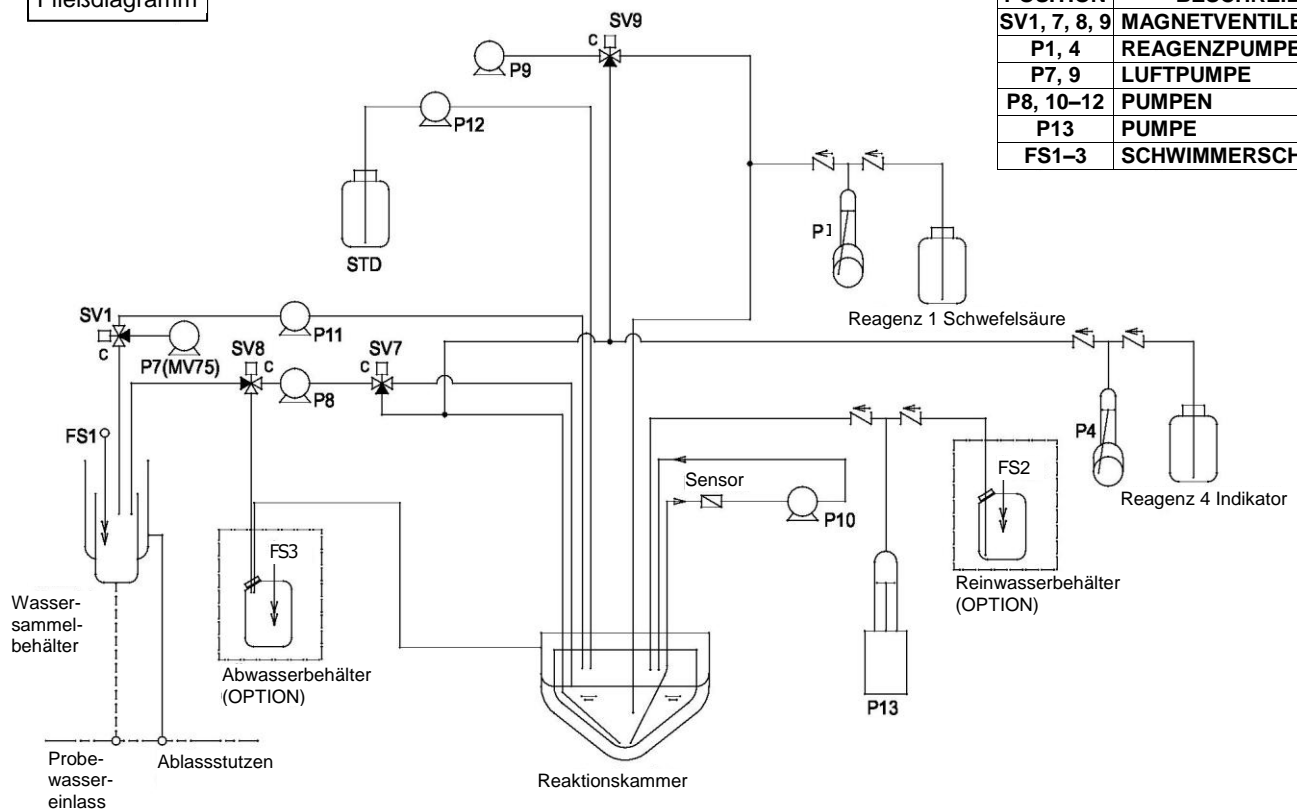 Fließdiagramm
POSITION
SV1, 7, 8, 9 MAGNETVENTILE
P1, 4 REAGENZPUMPE
P7, 9 LUFTPUMPE
P8, 10–12 PUMPEN
P13 PUMPE
FS1–3 SCHWIMMERSCH
SV9
C
P9
P12
STD
P1
Reagenz 1 Schwefelsäure
SV1
C
P7(MV75)
P11
SV8
C
P8
SV7
C
FS1
P4
Reagenz 4 Indikator
Sensor
P10
FS2
Reinwasserbehälter
(OPTION)
FS3
Abwasserbehälter
(OPTION)
Wasser-
sammel-
behälter
P13
Probe-
wasser-
einlass
Ablassstutzen
Reaktionskammer